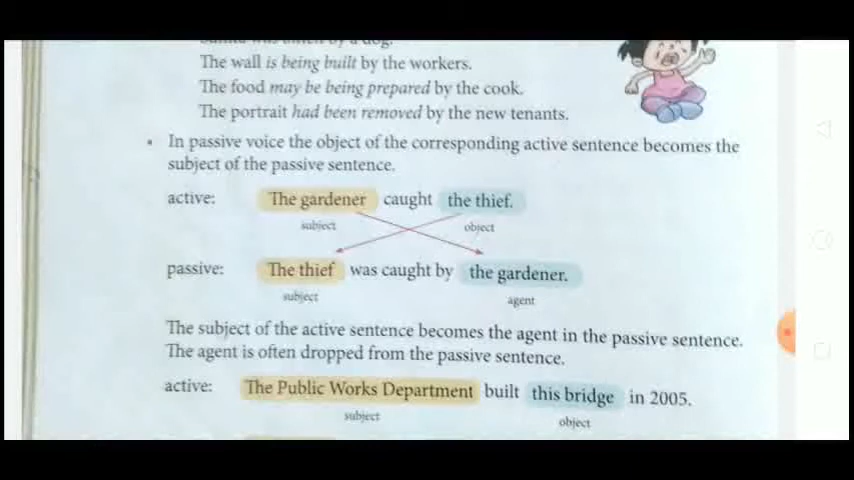 The wall is being built by the workers.
The food may be being prepared by the cook.
The portrait had been removed by the new tenants.
• In passive voice the object of the corresponding active sentence becomes the
subject of the passive sentence.
active: The gardener caught the thief.
subject object
passive: The thief was caught by the gardener.
subject agent
The subject of the active sentence becomes the agent in the passive sentence.
The agent is often dropped from the passive sentence.
active: The Public Works Department built this bridge in 2005.
subject object